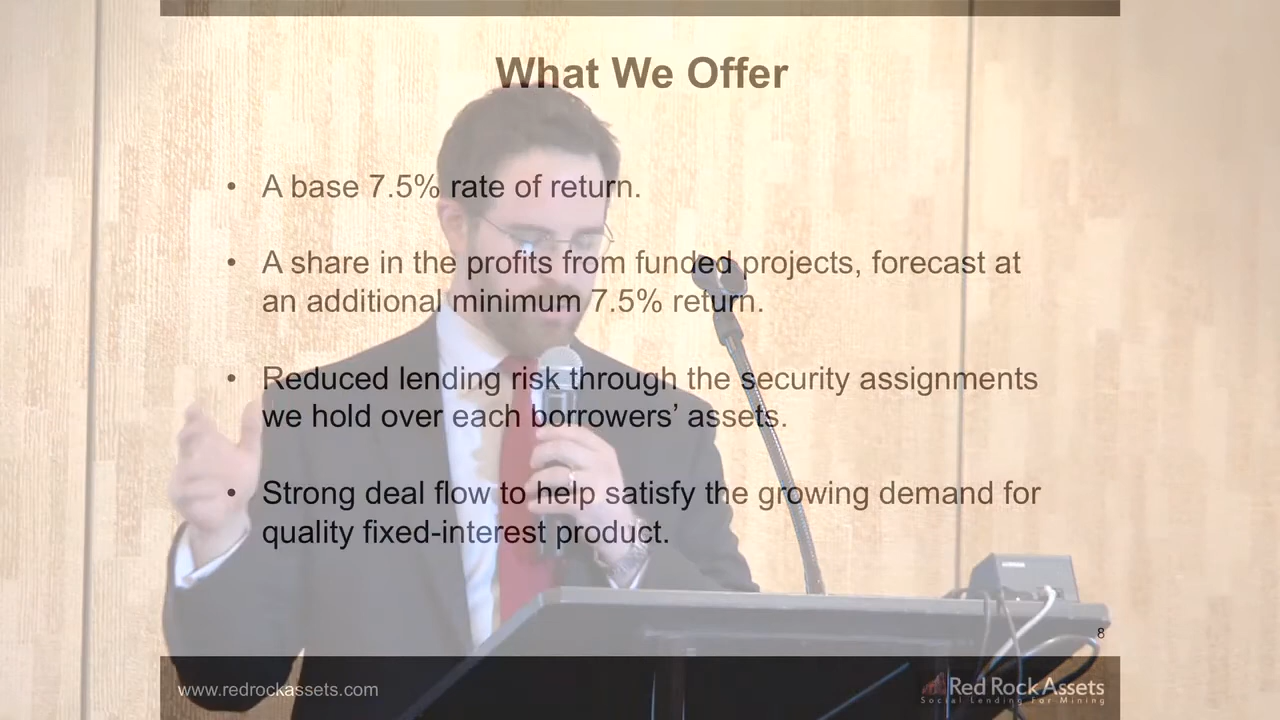 What We Offer
• A base 7.5% rate of return.
• A share in the profits from funded projects, forecast at
an additional minimum 7.5% return.
• Reduced lending risk through the security assignments
we hold over each borrowers’ assets.
• Strong deal flow to help satisfy the growing demand for
quality fixed-interest product.
8
www.redrockassets.com
Red Rock Assets
Social Lending For Mining